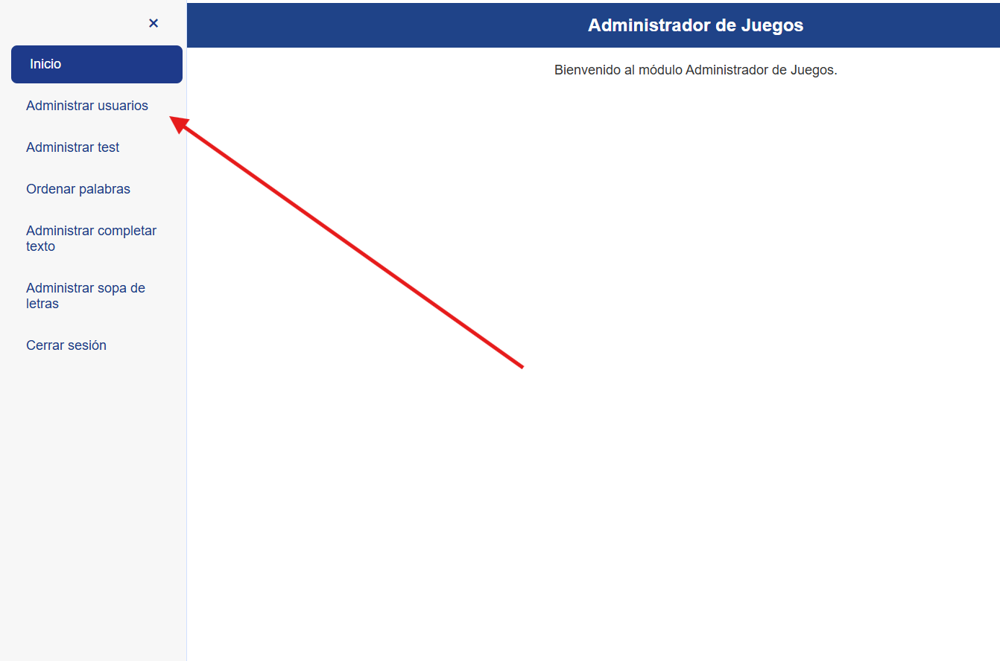 ×
Inicio
Administrar usuarios
Administrar test
Ordenar palabras
Administrar completar
texto
Administrar sopa de
letras
Cerrar sesión
Administrador de Juegos
Bienvenido al módulo Administrador de Juegos.